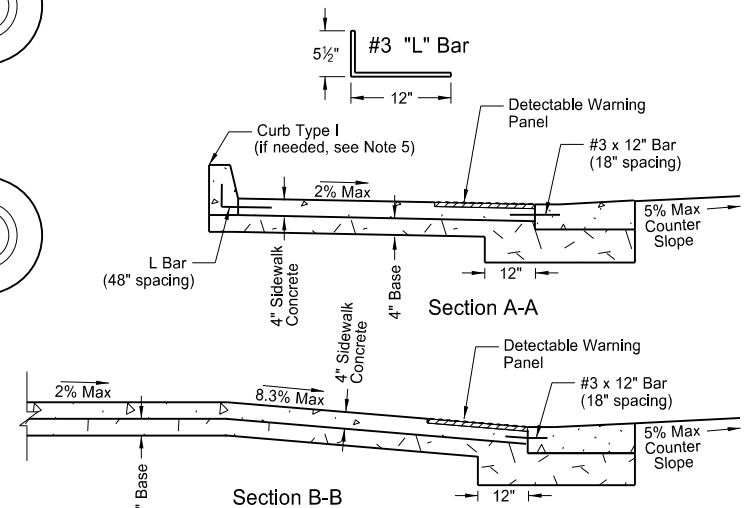 5½"
#3 "L" Bar
12"
Detectable Warning
Panel
Curb Type I
(if needed, see Note 5)
#3 x 12" Bar
(18" spacing)
2% Max
5% Max
Counter
Slope
L Bar
(48" spacing)
4" Sidewalk
Concrete
4" Base
12"
Section A-A
4" Sidewalk
Concrete
Detectable Warning
Panel
#3 x 12" Bar
(18" spacing)
2% Max
8.3% Max
5% Max
Counter
Slope
" Base
12"
Section B-B